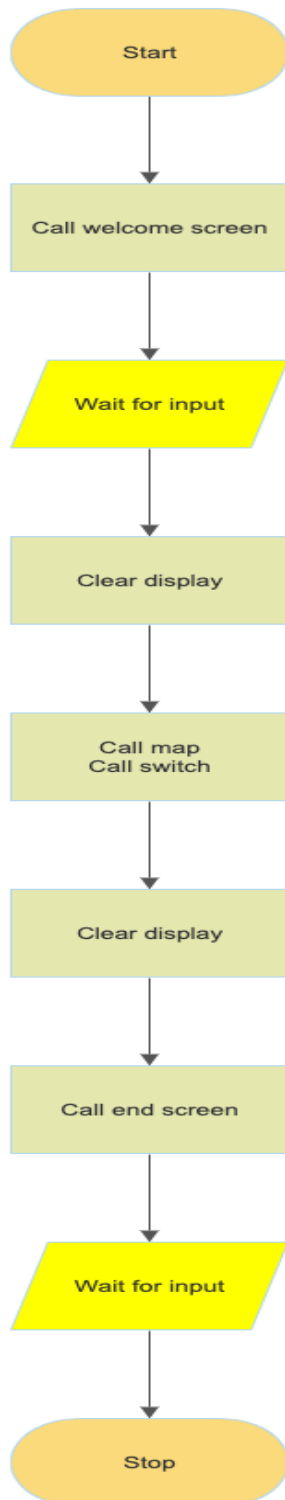 Start
Call welcome screen
Wait for input
Clear display
Call map
Call switch
Clear display
Call end screen
Wait for input
Stop